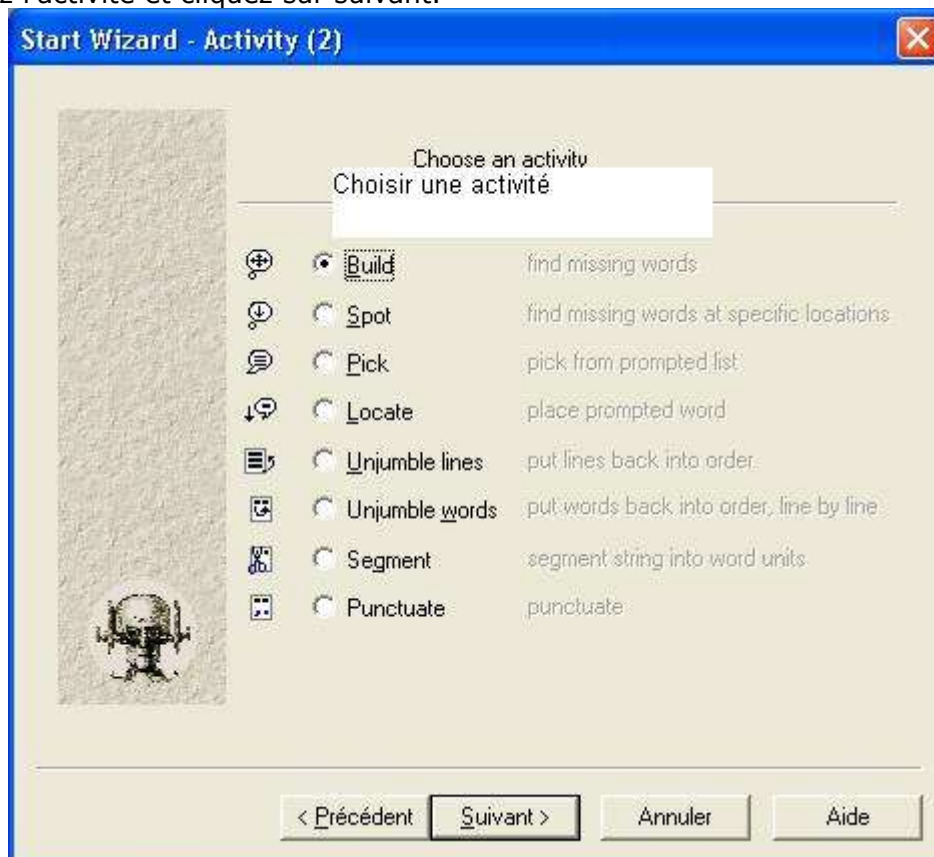 l'activité et cliquez sur Suivant.
Start Wizard - Activity (2)
Choose an activity
Choisir une activité
Build find missing words
Spot find missing words at specific locations
Pick pick from prompted list
Locate place prompted word
Unjumble lines put lines back into order
Unjumble words put words back into order, line by line
Segment segment string into word units
Punctuate punctuate
< Précédent Suivant > Annuler Aide